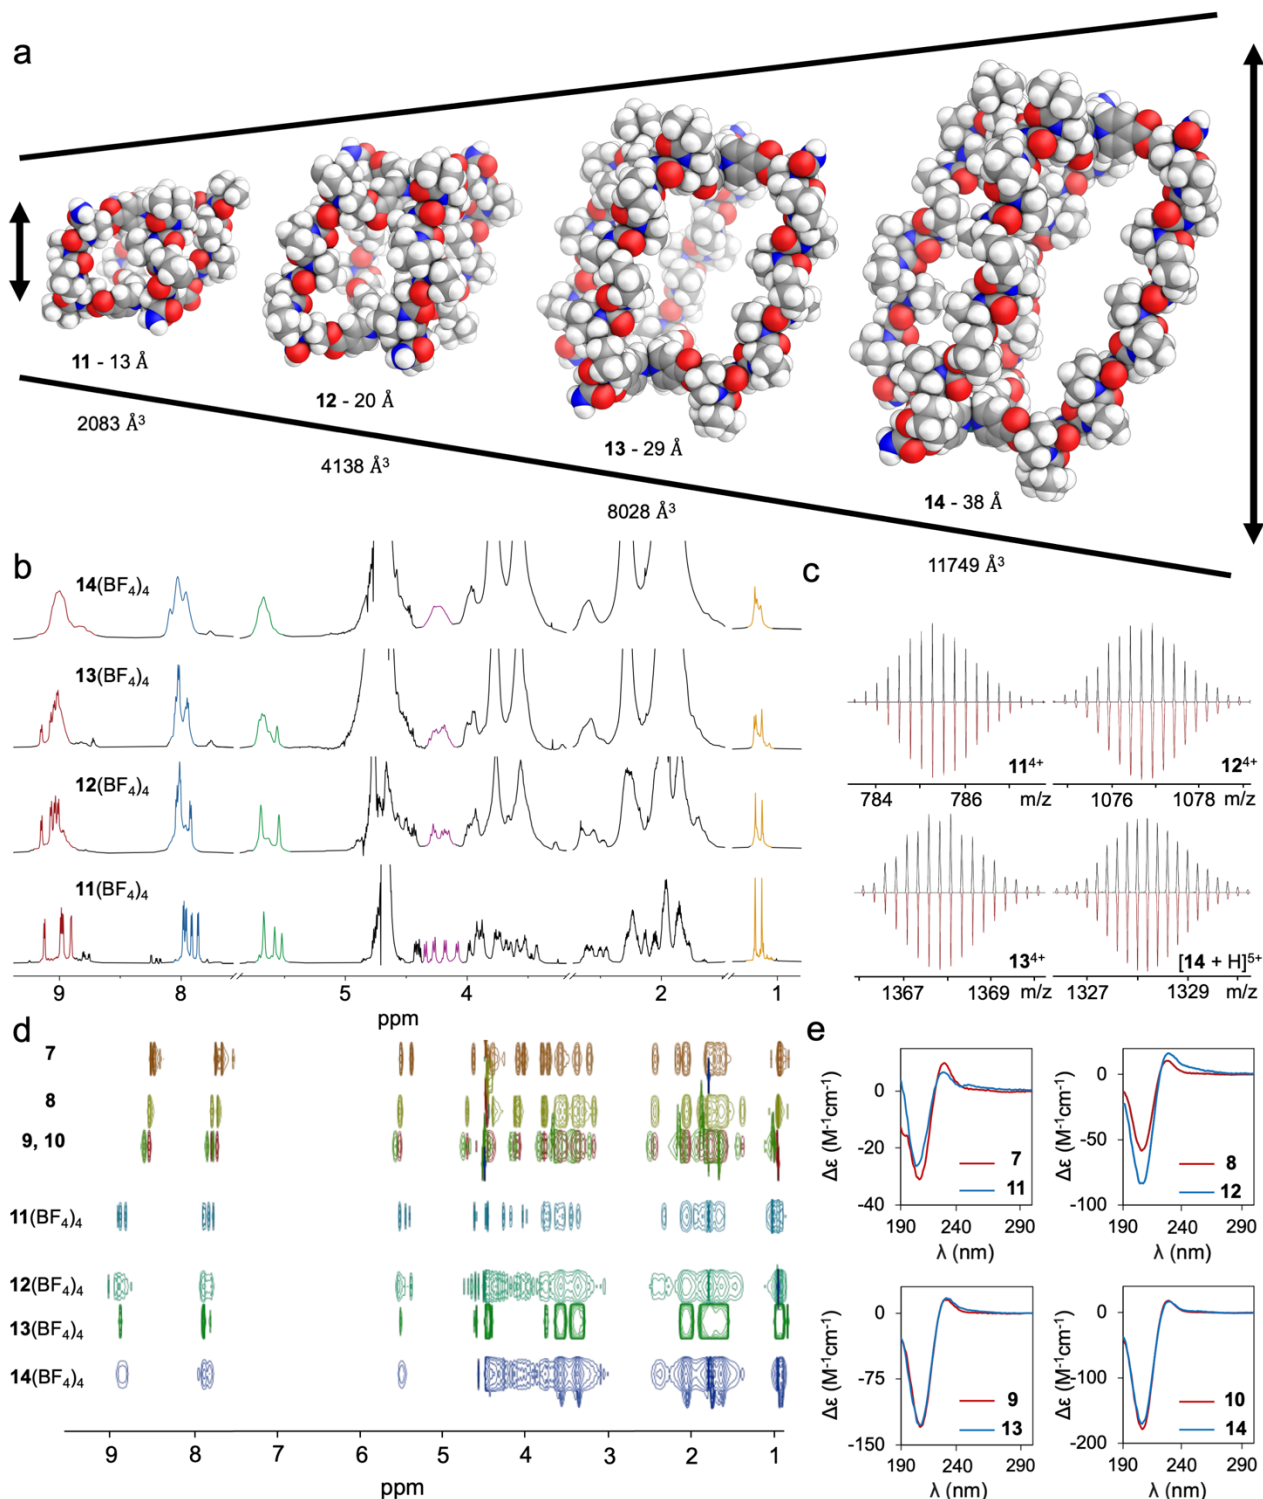 a
11 - 13 Å
2083 Å³
12 - 20 Å
4138 Å³
13 - 29 Å
8028 Å³
14 - 38 Å
11749 Å³
b
14(BF₄)₄
13(BF₄)₄
12(BF₄)₄
11(BF₄)₄
9 8 5 4 2 1
ppm
c
11⁴⁺
784 786 m/z
12⁴⁺
1076 1078 m/z
13⁴⁺
1367 1369 m/z
[14 + H]⁵⁺
1327 1329 m/z
d
7
8
9, 10
11(BF₄)₄
12(BF₄)₄
13(BF₄)₄
14(BF₄)₄
9 8 7 6 5 4 3 2 1
ppm
e
Δε (M⁻¹cm⁻¹)
0
-20
-40
7
11
190 240 290
λ (nm)
Δε (M⁻¹cm⁻¹)
0
-50
-100
8
12
190 240 290
λ (nm)
Δε (M⁻¹cm⁻¹)
0
-75
-150
9
13
190 240 290
λ (nm)
Δε (M⁻¹cm⁻¹)
0
-100
-200
10
14
190 240 290
λ (nm)